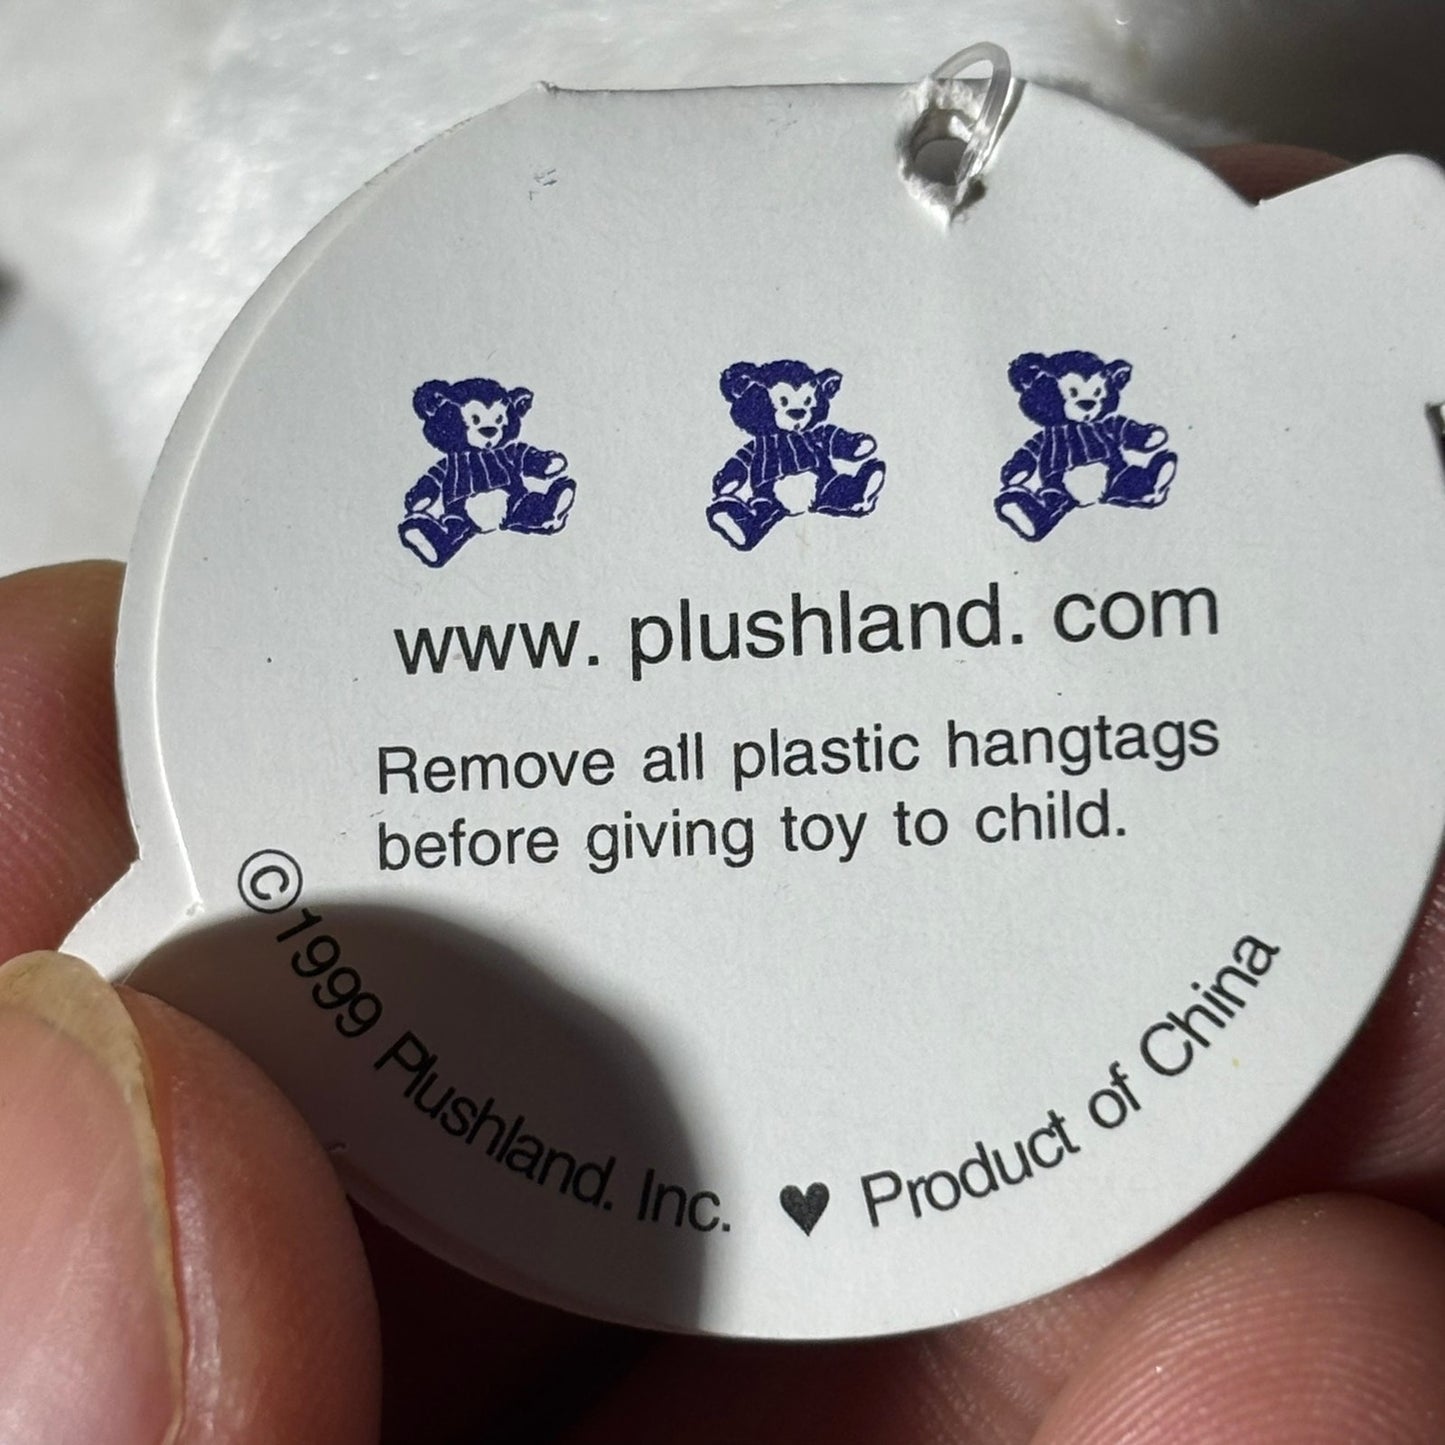 www. plushland. com
Remove all plastic hangtags
before giving toy to child.
©1999 Plushland. Inc. ♥ Product of China